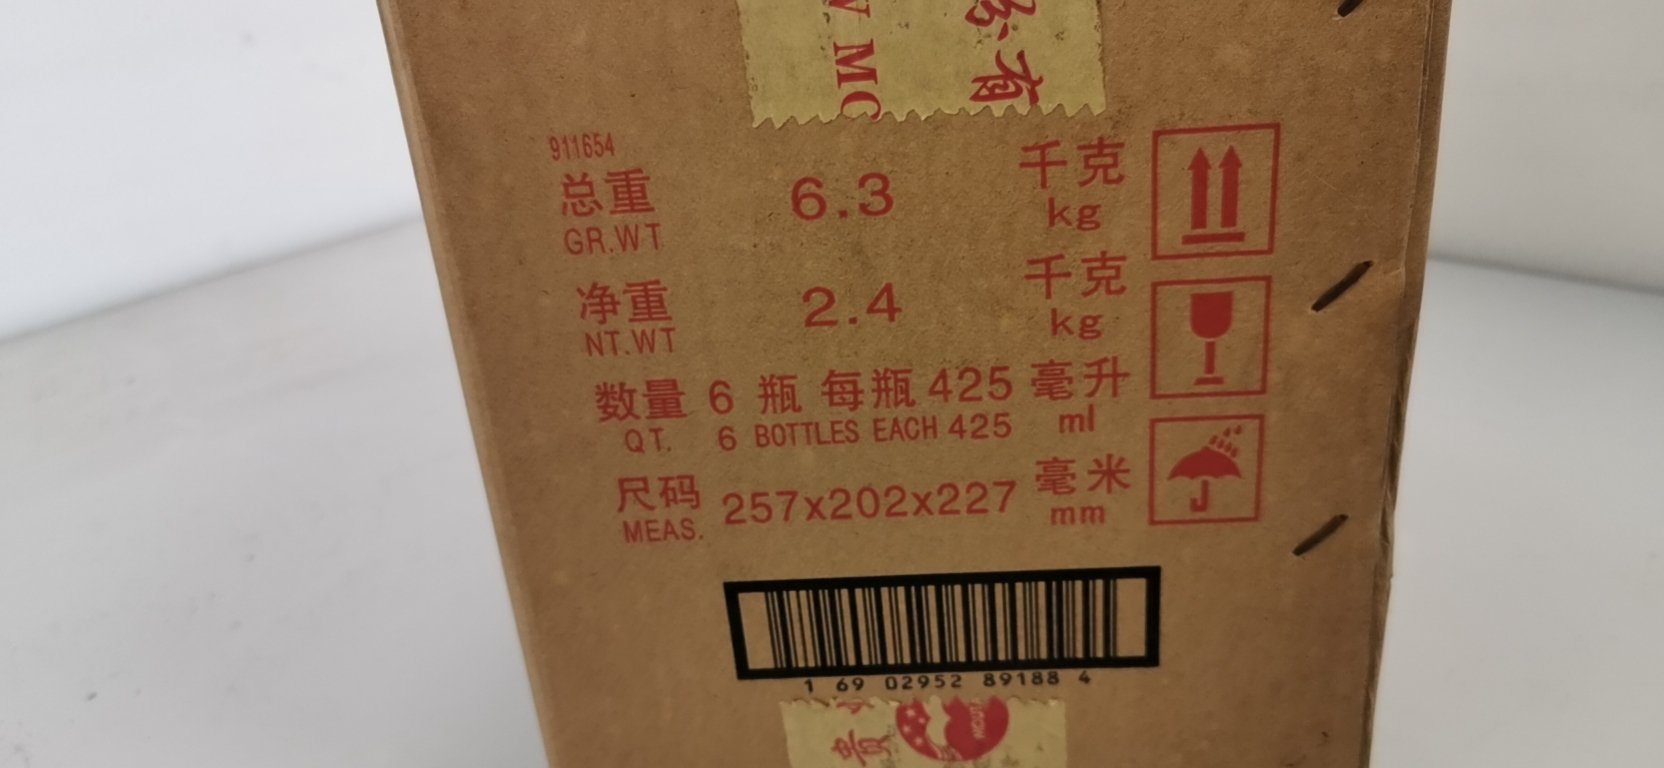 有
MO
911654
总重 6.3 千克
GR.WT kg
净重 2.4 千克
NT.WT kg
数量 6 瓶 每瓶 425 毫升
QT. 6 BOTTLES EACH 425 ml
尺码 257x202x227 毫米
MEAS. mm
1 69 02952 89188 4
贵